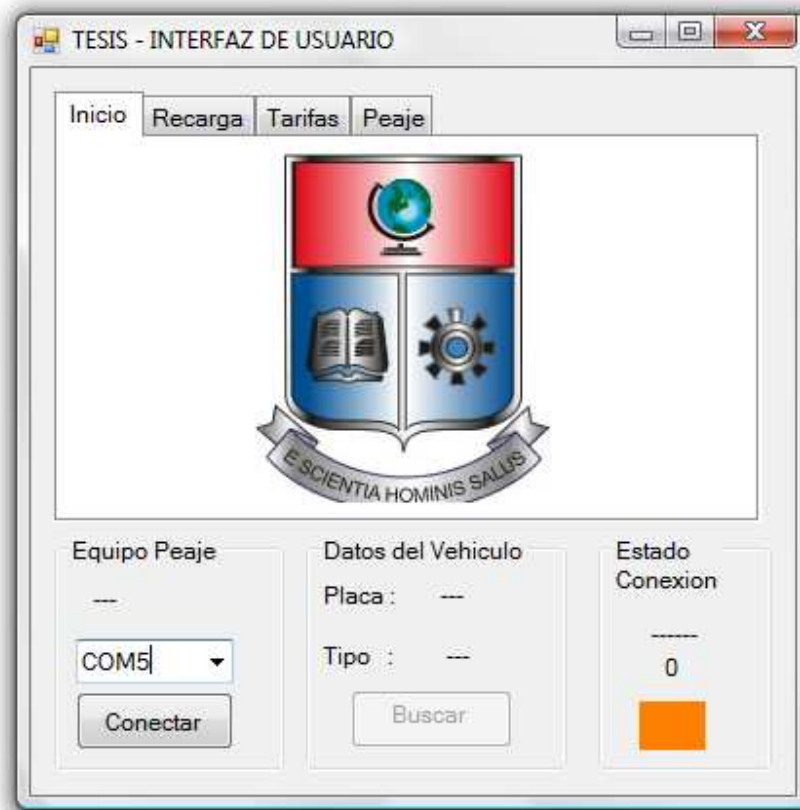 TESIS - INTERFAZ DE USUARIO
Inicio Recarga Tarifas Peaje
E SCIENTIA HOMINIS SALUS
Equipo Peaje
---
COM5
Conectar
Datos del Vehiculo
Placa : ---
Tipo : ---
Buscar
Estado
Conexion
------
0